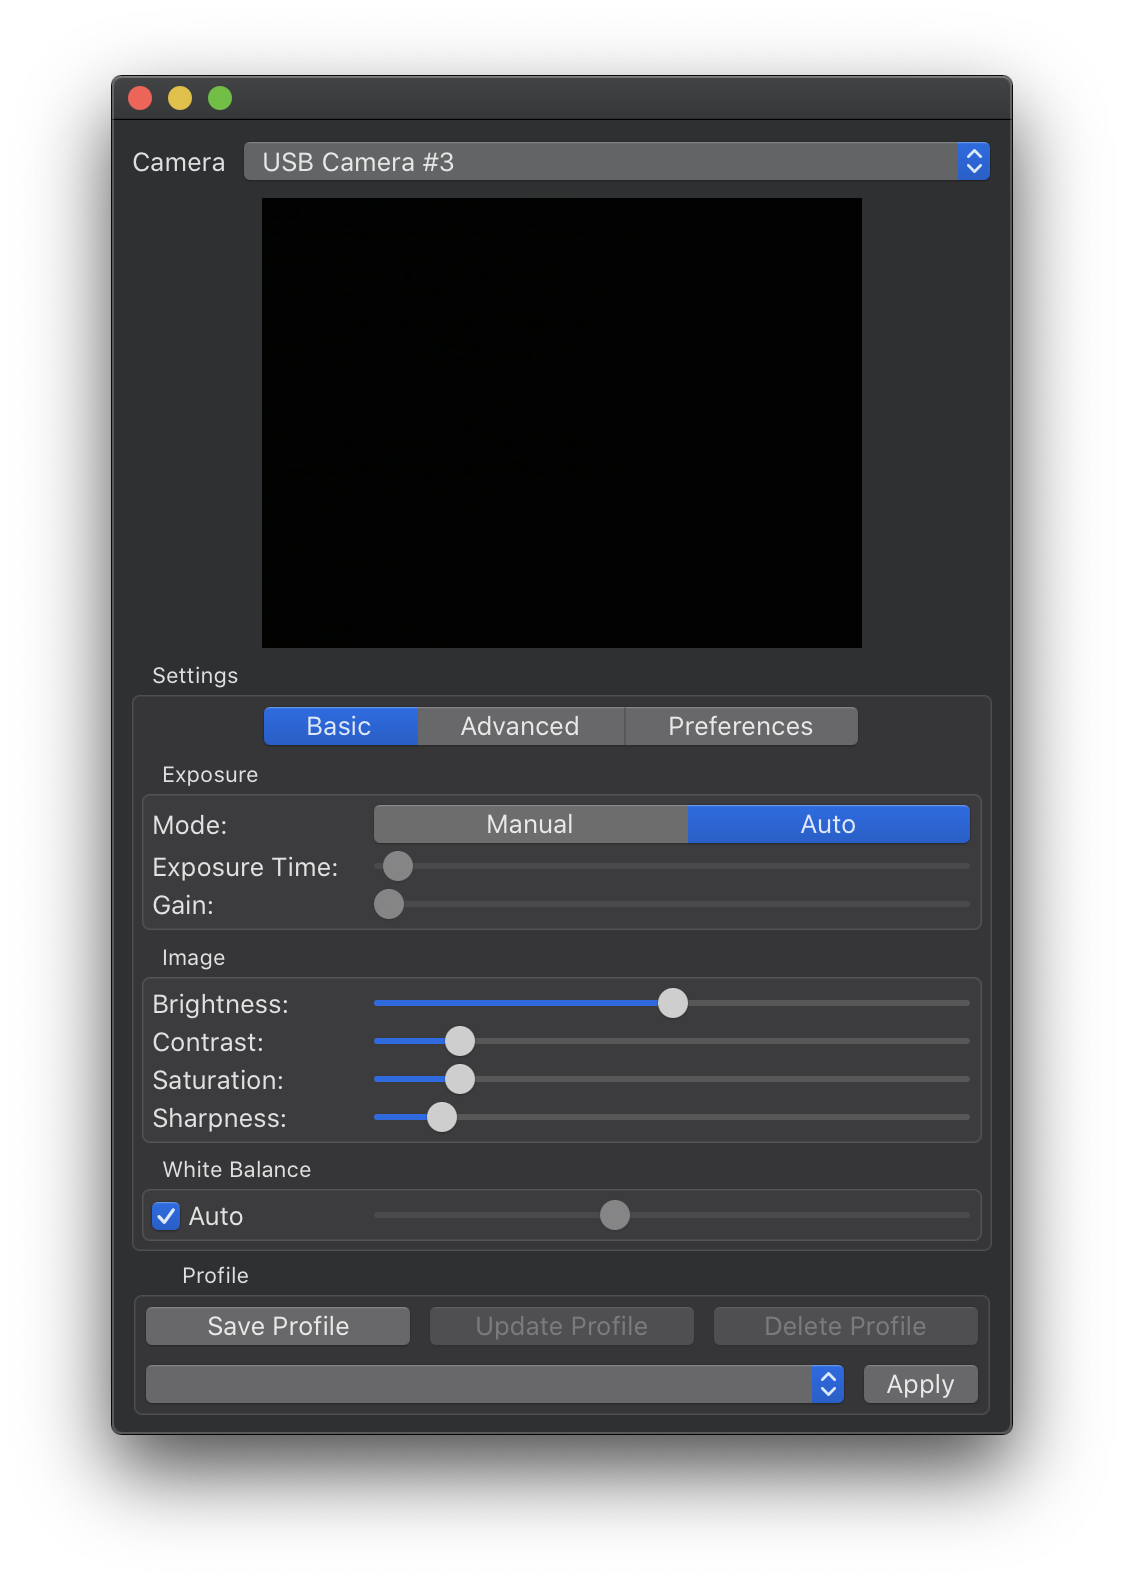 Camera USB Camera #3
Settings
Basic Advanced Preferences
Exposure
Mode: Manual Auto
Exposure Time:
Gain:
Image
Brightness:
Contrast:
Saturation:
Sharpness:
White Balance
Auto
Profile
Save Profile Update Profile Delete Profile
Apply